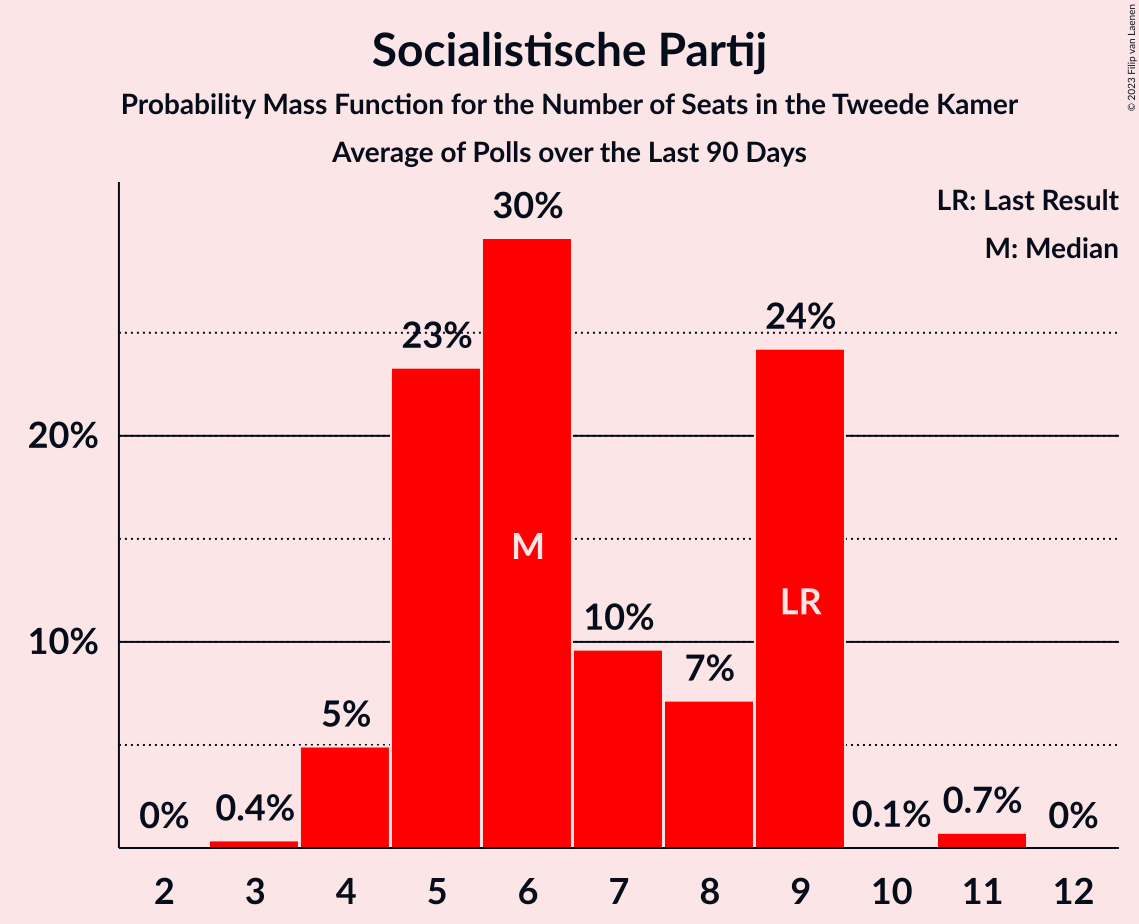 Socialistische Partij
Probability Mass Function for the Number of Seats in the Tweede Kamer
Average of Polls over the Last 90 Days
© 2023 Filip van Laenen
LR: Last Result
M: Median
30%
24%
23%
20%
M
LR
10%
10%
7%
5%
0%
0.4%
0.1%
0.7%
0%
2 3 4 5 6 7 8 9 10 11 12